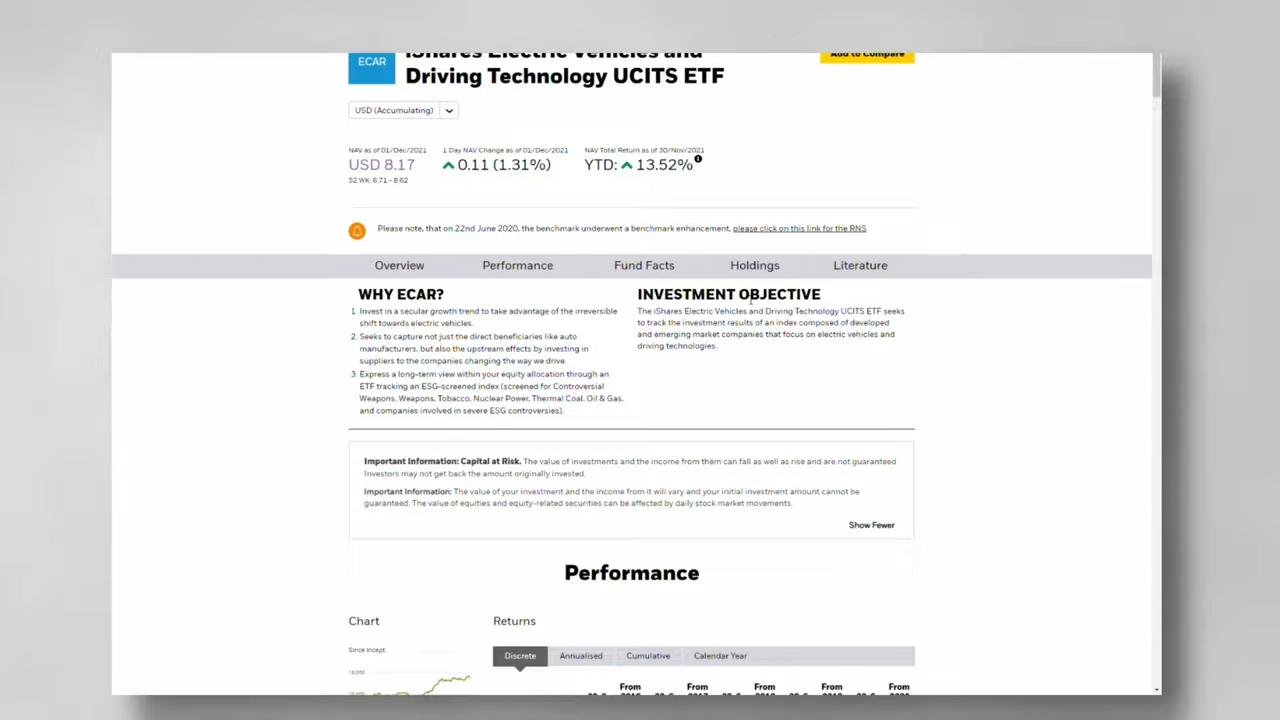 iShares Electric Vehicles and
Add to Compare
ECAR
Driving Technology UCITS ETF
USD (Accumulating)
NAV as of 01/Dec/2021
1 Day NAV Change as of 01/Dec/2021
NAV Total Return as of 30/Nov/2021
USD 8.17
0.11 (1.31%)
YTD: 13.52%
52 WK: 6.71 - 8.62
Please note, that on 22nd June 2020, the benchmark underwent a benchmark enhancement, please click on this link for the RNS
Overview Performance Fund Facts Holdings Literature
WHY ECAR?
1. Invest in a secular growth trend to take advantage of the irreversible
shift towards electric vehicles.
2. Seeks to capture not just the direct beneficiaries like auto
manufacturers, but also the upstream effects by investing in
suppliers to the companies changing the way we drive.
3. Express a long-term view within your equity allocation through an
ETF tracking an ESG-screened index (screened for Controversial
Weapons, Weapons, Tobacco, Nuclear Power, Thermal Coal, Oil & Gas,
and companies involved in severe ESG controversies).
INVESTMENT OBJECTIVE
The iShares Electric Vehicles and Driving Technology UCITS ETF seeks
to track the investment results of an index composed of developed
and emerging market companies that focus on electric vehicles and
driving technologies.
Important Information: Capital at Risk. The value of investments and the income from them can fall as well as rise and are not guaranteed
Investors may not get back the amount originally invested.
Important Information: The value of your investment and the income from it will vary and your initial investment amount cannot be
guaranteed. The value of equities and equity-related securities can be affected by daily stock market movements.
Show Fewer
Performance
Chart
Returns
Since Incept.
Discrete Annualised Cumulative Calendar Year
From From From From From